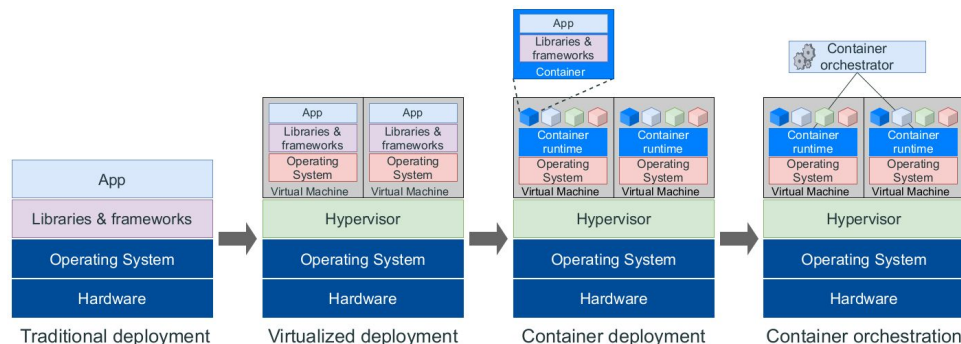 App
Libraries & frameworks
Operating System
Hardware
Traditional deployment
App
Libraries &
frameworks
Operating
System
Virtual Machine
App
Libraries &
frameworks
Operating
System
Virtual Machine
Hypervisor
Operating System
Hardware
Virtualized deployment
App
Libraries &
frameworks
Container
Container
runtime
Operating
System
Virtual Machine
Container
runtime
Operating
System
Virtual Machine
Hypervisor
Operating System
Hardware
Container deployment
Container
orchestrator
Container
runtime
Operating
System
Virtual Machine
Container
runtime
Operating
System
Virtual Machine
Hypervisor
Operating System
Hardware
Container orchestration